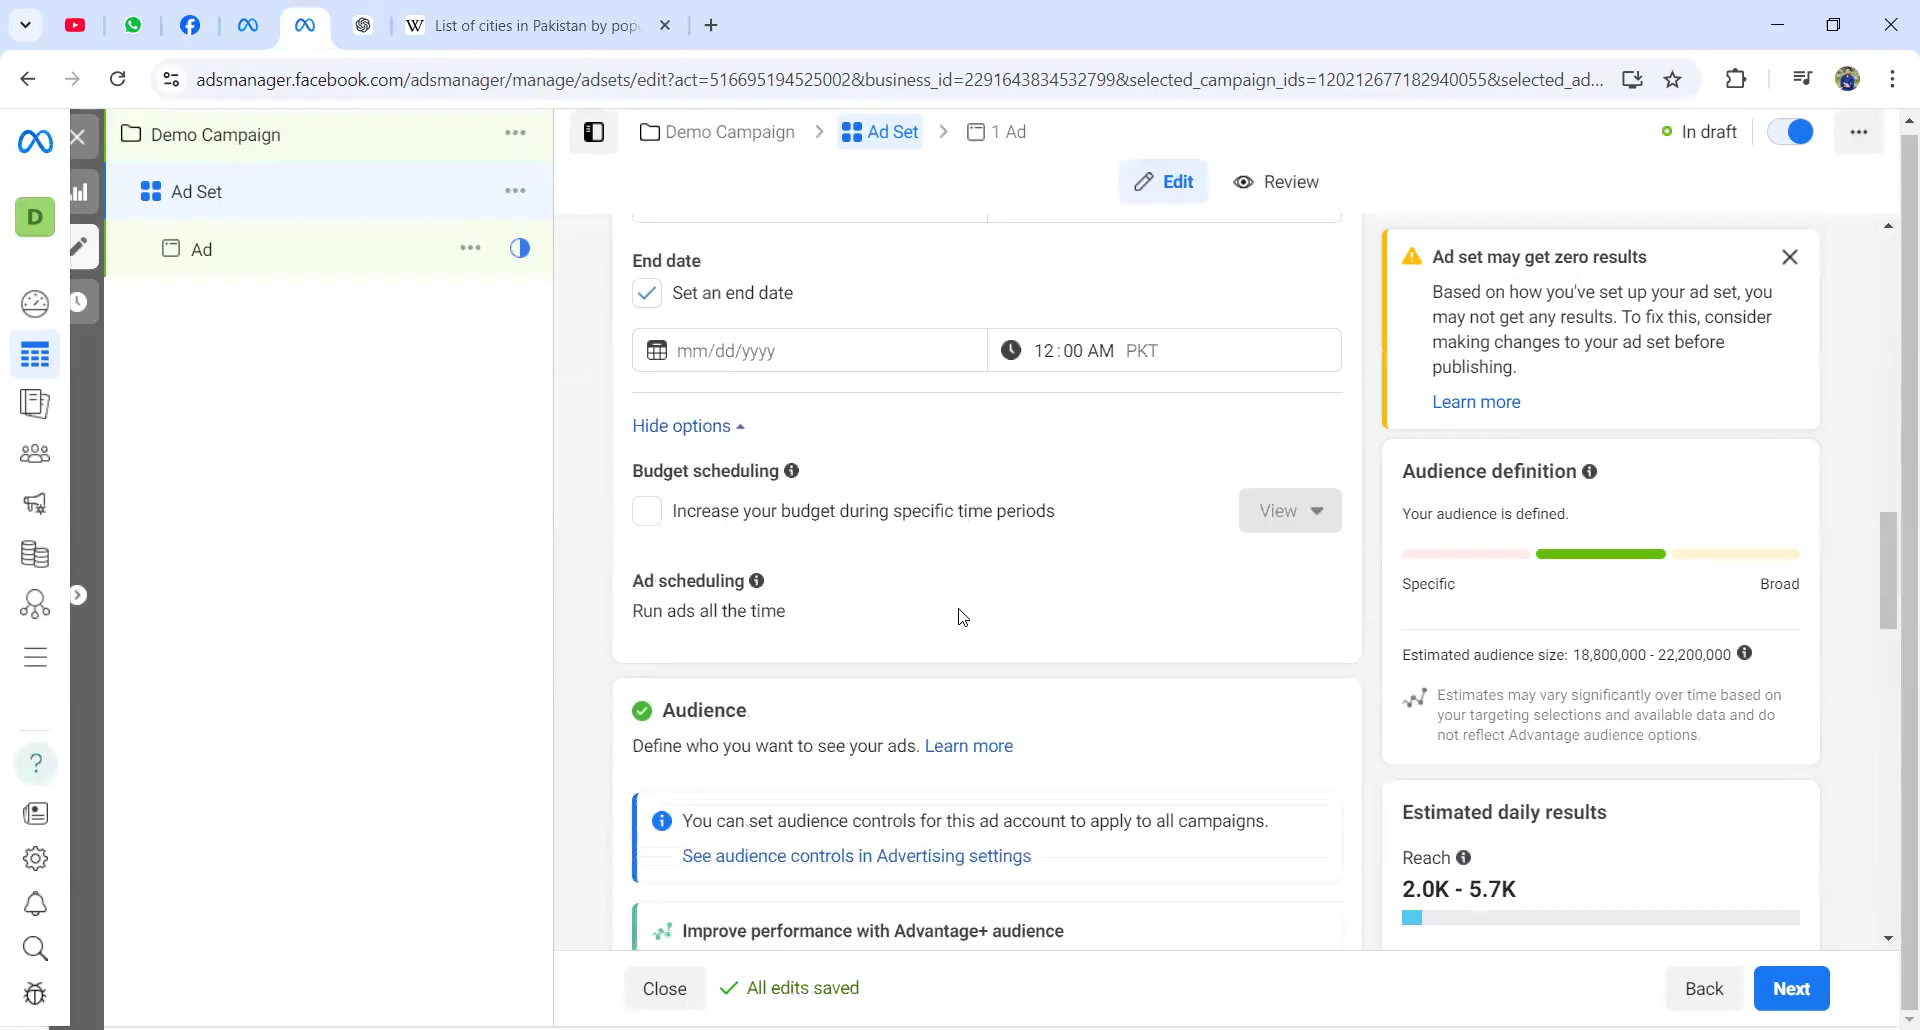 List of cities in Pakistan by pop
adsmanager.facebook.com/adsmanager/manage/adsets/edit?act=516695194525002&business_id=2291643834532799&selected_campaign_ids=120212677182940055&selected_ad...
D
Demo Campaign
Ad Set
Ad
Demo Campaign
Ad Set
1 Ad
In draft
Edit
Review
End date
Set an end date
mm/dd/yyyy
12:00 AM PKT
Hide options
Budget scheduling
Increase your budget during specific time periods
View
Ad scheduling
Run ads all the time
Audience
Define who you want to see your ads. Learn more
You can set audience controls for this ad account to apply to all campaigns.
See audience controls in Advertising settings
Improve performance with Advantage+ audience
Ad set may get zero results
Based on how you've set up your ad set, you
may not get any results. To fix this, consider
making changes to your ad set before
publishing.
Learn more
Audience definition
Your audience is defined.
Specific
Broad
Estimated audience size: 18,800,000 - 22,200,000
Estimates may vary significantly over time based on
your targeting selections and available data and do
not reflect Advantage audience options.
Estimated daily results
Reach
2.0K - 5.7K
Close
All edits saved
Back
Next